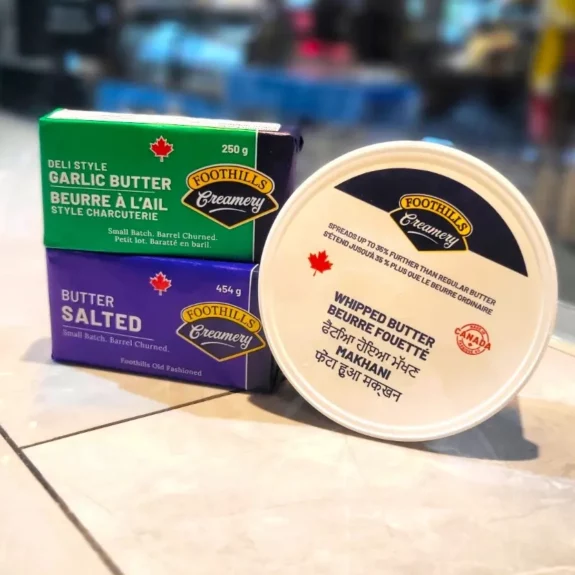 250 g
DELI STYLE
GARLIC BUTTER
BEURRE À L'AIL
STYLE CHARCUTERIE
FOOTHILLS
Creamery
Small Batch. Barrel Churned.
Petit lot. Baratté en baril.
454 g
BUTTER
SALTED
Small Batch. Barrel Churned.
FOOTHILLS
Creamery
Foothills Old Fashioned
FOOTHILLS
Creamery
SPREADS UP TO 35% FURTHER THAN REGULAR BUTTER
S'ÉTEND JUSQU'À 35 % PLUS QUE LE BEURRE ORDINAIRE
WHIPPED BUTTER
BEURRE FOUETTÉ
ਫੈਂਟਿਆ ਹੋਇਆ ਮੱਖਣ
MAKHANI
फेंटा हुआ मक्खन
CANADA